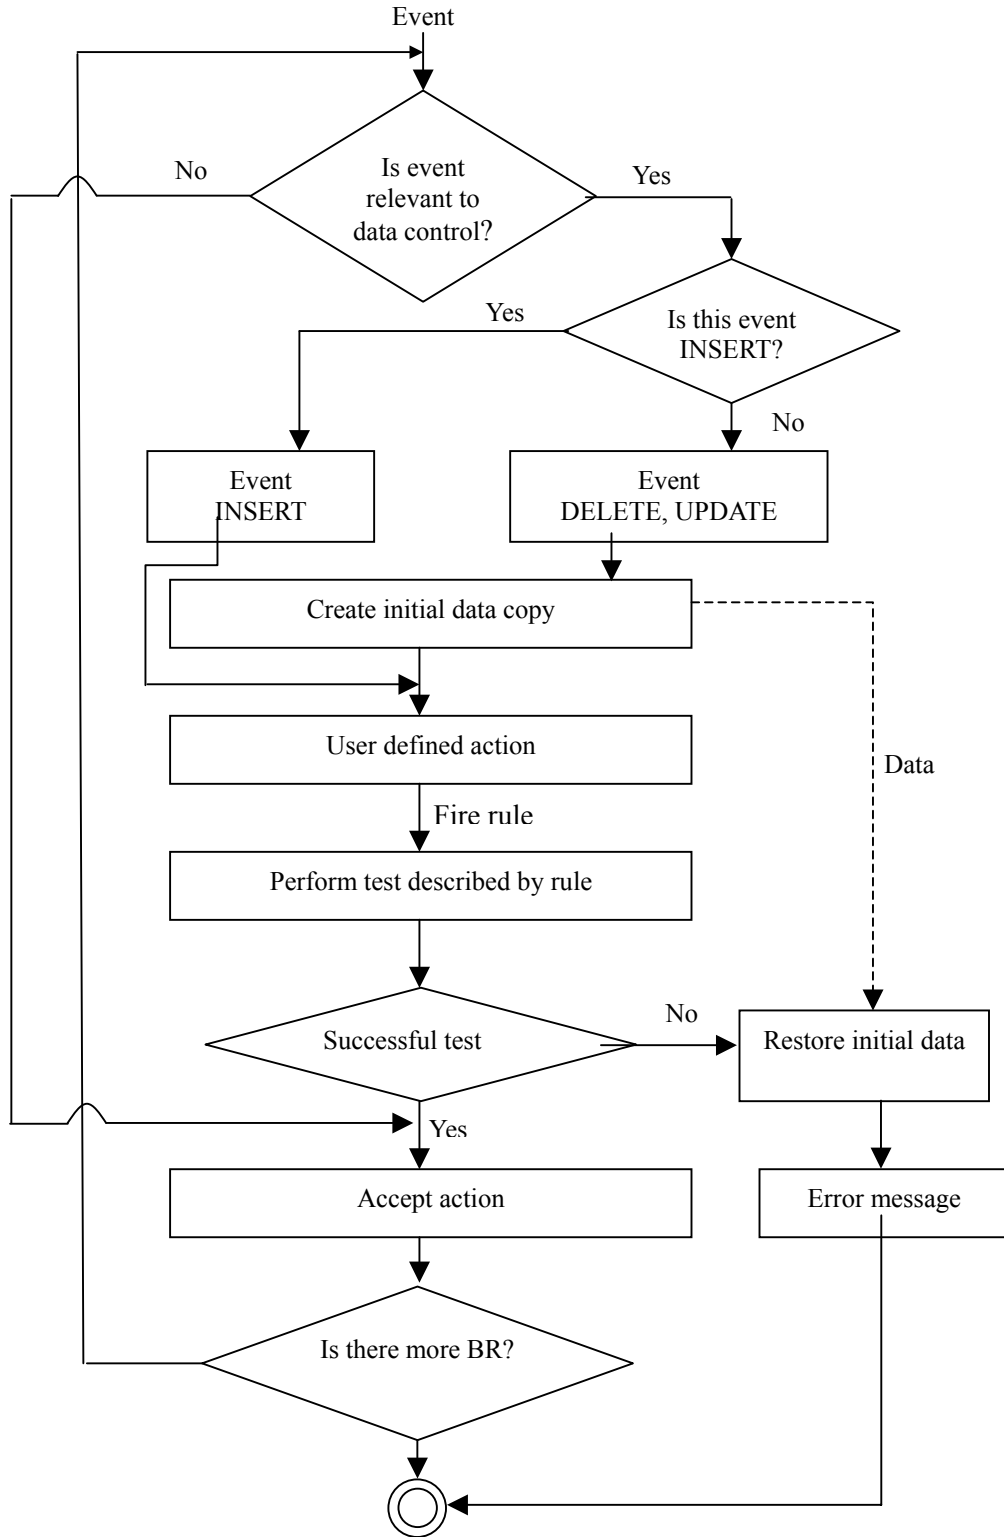 Event
No
Is event
relevant to
data control?
Yes
Yes
Is this event
INSERT?
No
Event
INSERT
Event
DELETE, UPDATE
Create initial data copy
User defined action
Data
Fire rule
Perform test described by rule
No
Successful test
Restore initial data
Yes
Accept action
Error message
Is there more BR?